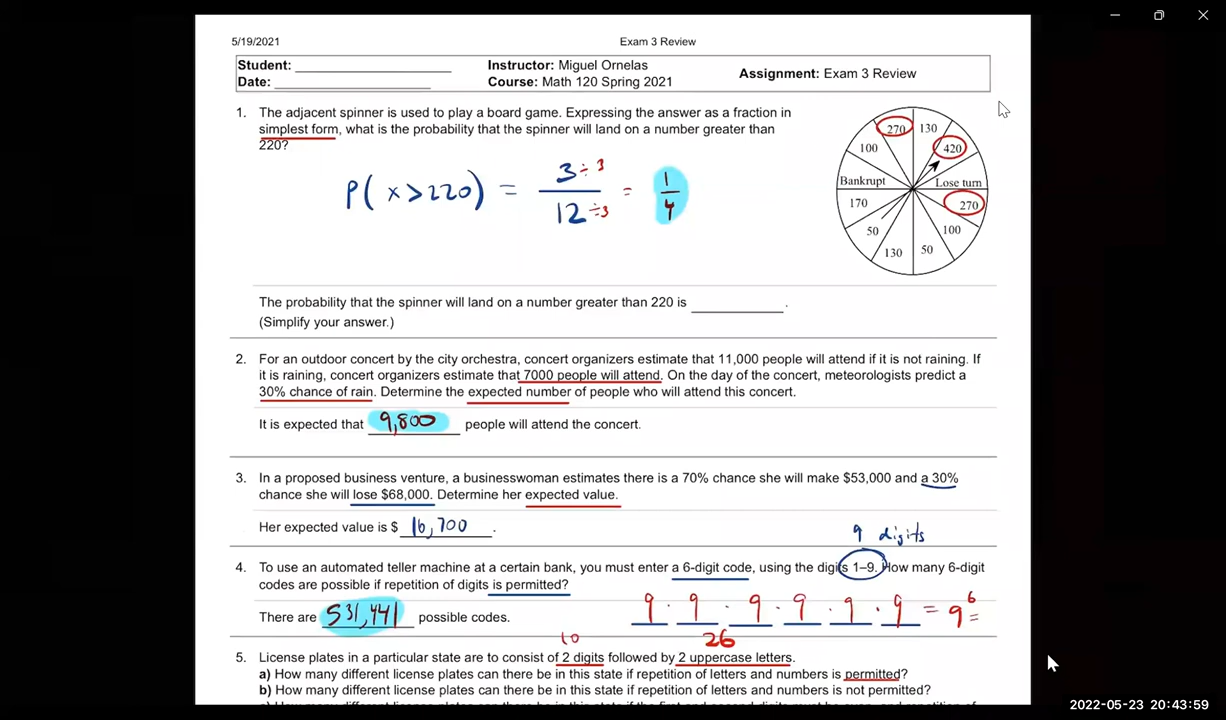 5/19/2021 Exam 3 Review
Student: Instructor: Miguel Ornelas Assignment: Exam 3 Review
Date: Course: Math 120 Spring 2021
1. The adjacent spinner is used to play a board game. Expressing the answer as a fraction in
simplest form, what is the probability that the spinner will land on a number greater than
220?
P( x > 220) = 3 ÷ 3 / 12 ÷ 3 = 1/4
270 130
100 420
Bankrupt Lose turn
170 270
50 100
130 50
The probability that the spinner will land on a number greater than 220 is .
(Simplify your answer.)
2. For an outdoor concert by the city orchestra, concert organizers estimate that 11,000 people will attend if it is not raining. If
it is raining, concert organizers estimate that 7000 people will attend. On the day of the concert, meteorologists predict a
30% chance of rain. Determine the expected number of people who will attend this concert.
It is expected that 9,800 people will attend the concert.
3. In a proposed business venture, a businesswoman estimates there is a 70% chance she will make $53,000 and a 30%
chance she will lose $68,000. Determine her expected value.
Her expected value is $ 16,700 .
9 digits
4. To use an automated teller machine at a certain bank, you must enter a 6-digit code, using the digits 1–9. How many 6-digit
codes are possible if repetition of digits is permitted?
There are 531,441 possible codes. 9 · 9 · 9 · 9 · 9 · 9 = 9^6 =
10 26
5. License plates in a particular state are to consist of 2 digits followed by 2 uppercase letters.
a) How many different license plates can there be in this state if repetition of letters and numbers is permitted?
b) How many different license plates can there be in this state if repetition of letters and numbers is not permitted?
2022-05-23 20:43:59